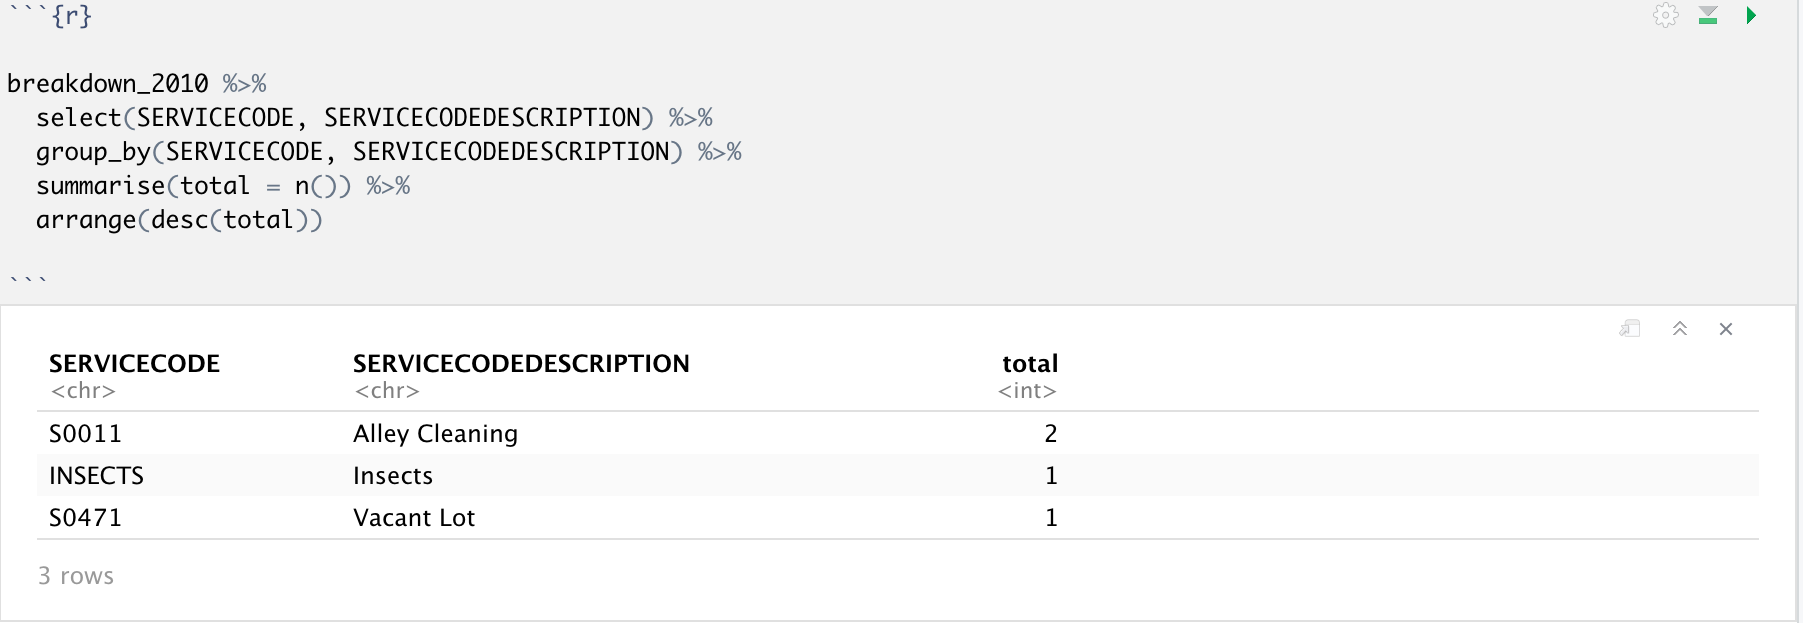 ```{r}
breakdown_2010 %>%
  select(SERVICECODE, SERVICECODEDESCRIPTION) %>%
  group_by(SERVICECODE, SERVICECODEDESCRIPTION) %>%
  summarise(total = n()) %>%
  arrange(desc(total))
```
SERVICECODE SERVICECODEDESCRIPTION total
<chr> <chr> <int>
S0011 Alley Cleaning 2
INSECTS Insects 1
S0471 Vacant Lot 1
3 rows